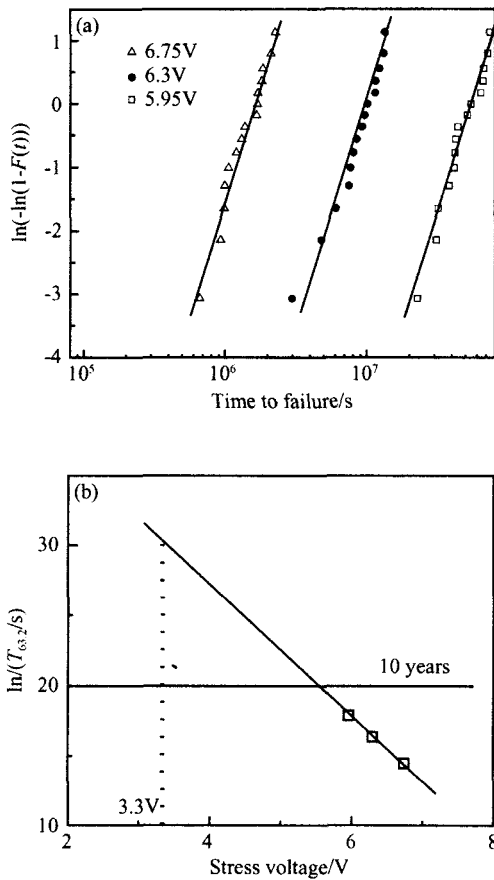 (a)
△ 6.75V
● 6.3V
□ 5.95V
ln(-ln(1-F(t)))
1
0
-1
-2
-3
-4
10⁵ 10⁶ 10⁷
Time to failure/s
(b)
ln/(T63.2/s)
30
20
10
10 years
3.3V
2 4 6 8
Stress voltage/V